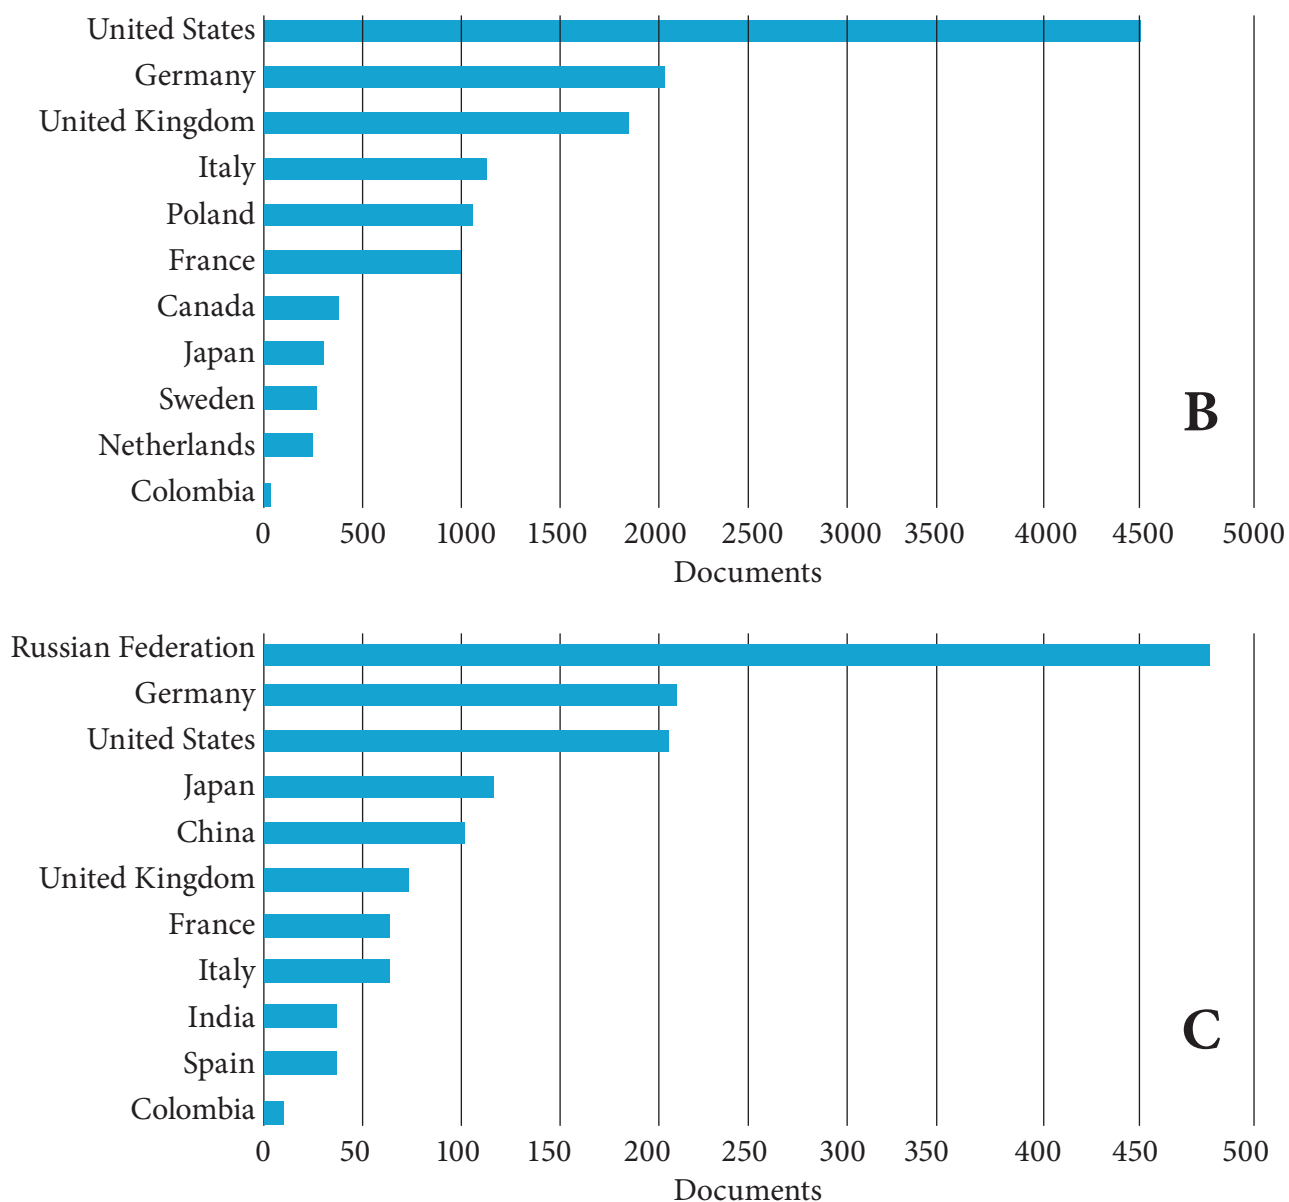 United States
Germany
United Kingdom
Italy
Poland
France
Canada
Japan
Sweden
Netherlands
Colombia
B
0 500 1000 1500 2000 2500 3000 3500 4000 4500 5000
Documents
Russian Federation
Germany
United States
Japan
China
United Kingdom
France
Italy
India
Spain
Colombia
C
0 50 100 150 200 250 300 350 400 450 500
Documents